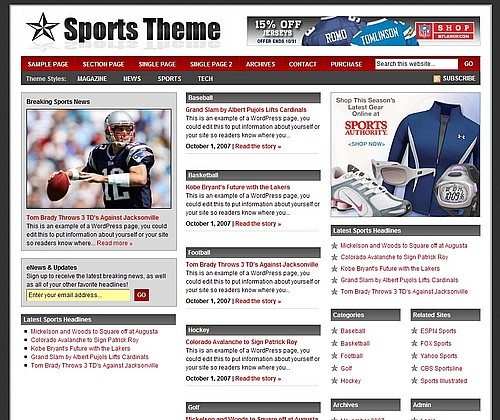 Sports Theme
15% OFF
JERSEYS
OFFER ENDS 10/31
ROMO
TOMLINSON
SHOP
NFLSHOP.COM
SAMPLE PAGE SECTION PAGE SINGLE PAGE SINGLE PAGE 2 ARCHIVES CONTACT PURCHASE Search this website... GO
Theme Styles: MAGAZINE NEWS SPORTS TECH SUBSCRIBE
Breaking Sports News
12
Tom Brady Throws 3 TD's Against Jacksonville
This is an example of a WordPress page, you
could edit this to put information about yourself or
your site so readers know where... Read more »
eNews & Updates
Sign up to receive the latest breaking news, as well
as all of your other favorite headlines!
Enter your email address... GO
Latest Sports Headlines
Mickelson and Woods to Square off at Augusta
Colorado Avalanche to Sign Patrick Roy
Kobe Bryant's Future with the Lakers
Grand Slam by Albert Pujols Lifts Cardinals
Tom Brady Throws 3 TD's Against Jacksonville
Baseball
Grand Slam by Albert Pujols Lifts Cardinals
This is an example of a WordPress page, you
could edit this to put information about yourself or
your site so readers know where...
October 1, 2007 | Read the story »
Basketball
Kobe Bryant's Future with the Lakers
This is an example of a WordPress page, you
could edit this to put information about yourself or
your site so readers know where...
October 1, 2007 | Read the story »
Football
Tom Brady Throws 3 TD's Against Jacksonville
This is an example of a WordPress page, you
could edit this to put information about yourself or
your site so readers know where...
October 1, 2007 | Read the story »
Hockey
Colorado Avalanche to Sign Patrick Roy
This is an example of a WordPress page, you
could edit this to put information about yourself or
your site so readers know where...
October 1, 2007 | Read the story »
Golf
Mickelson and Woods to Square off at Augusta
Shop This Season's
Latest Gear
Online at
SPORTS
AUTHORITY.
<SHOP NOW>
Latest Sports Headlines
Mickelson and Woods to Square off at Augusta
Colorado Avalanche to Sign Patrick Roy
Kobe Bryant's Future with the Lakers
Grand Slam by Albert Pujols Lifts Cardinals
Tom Brady Throws 3 TD's Against Jacksonville
Categories
Baseball
Basketball
Football
Golf
Hockey
Related Sites
ESPN Sports
FOX Sports
Yahoo Sports
CBS Sportsline
Sports Illustrated
Archives
Admin